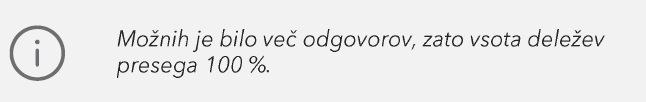 Možnih je bilo več odgovorov, zato vsota deležev
presega 100 %.